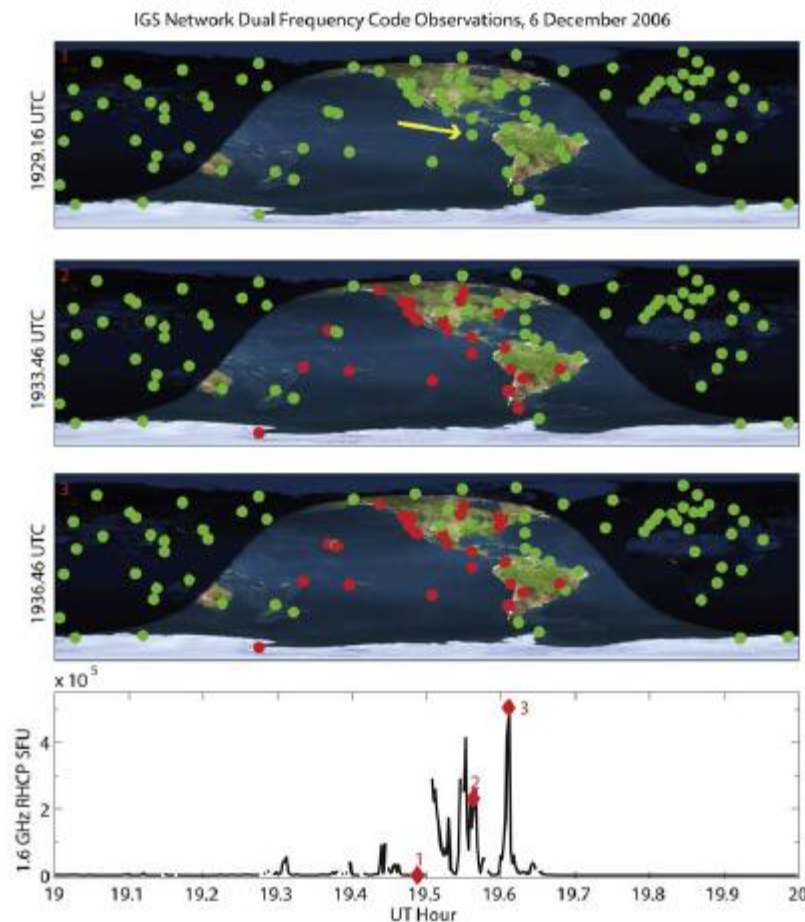 IGS Network Dual Frequency Code Observations, 6 December 2006
1
1929.16 UTC
2
1933.46 UTC
3
1936.46 UTC
x 10 5
1.6 GHz RHCP SFU
4
2
0
1
2
3
19 19.1 19.2 19.3 19.4 19.5 19.6 19.7 19.8 19.9 20
UT Hour